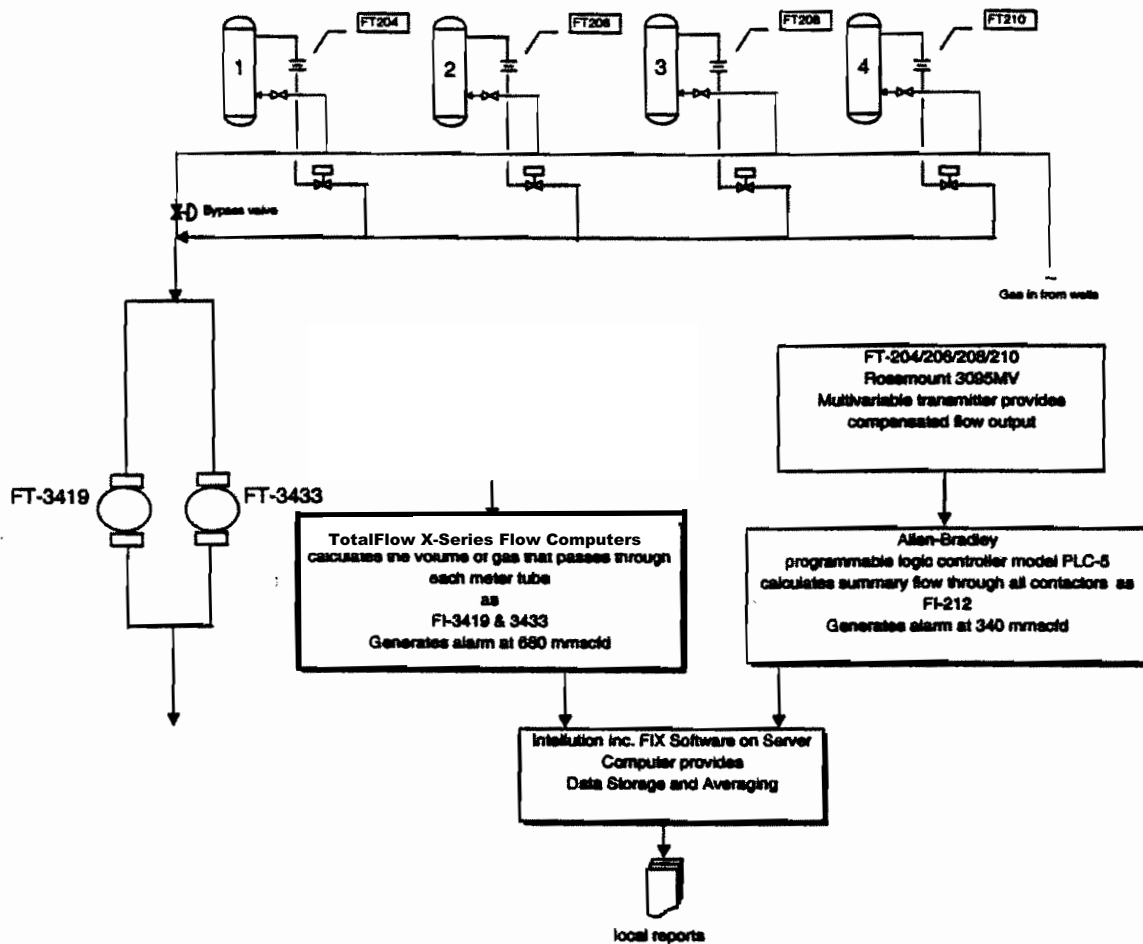 FT204
FT206
FT208
FT210
1
2
3
4
Bypass valve
Gas in from wells
FT-3419
FT-3433
TotalFlow X-Series Flow Computers
calculates the volume of gas that passes through
each meter tube
as
FI-3419 & 3433
Generates alarm at 680 mmscfd
FT-204/206/208/210
Rosemount 3095MV
Multivariable transmitter provides
compensated flow output
Allen-Bradley
programmable logic controller model PLC-5
calculates summary flow through all contactors as
FI-212
Generates alarm at 340 mmscfd
Intellution inc. FIX Software on Server
Computer provides
Data Storage and Averaging
local reports